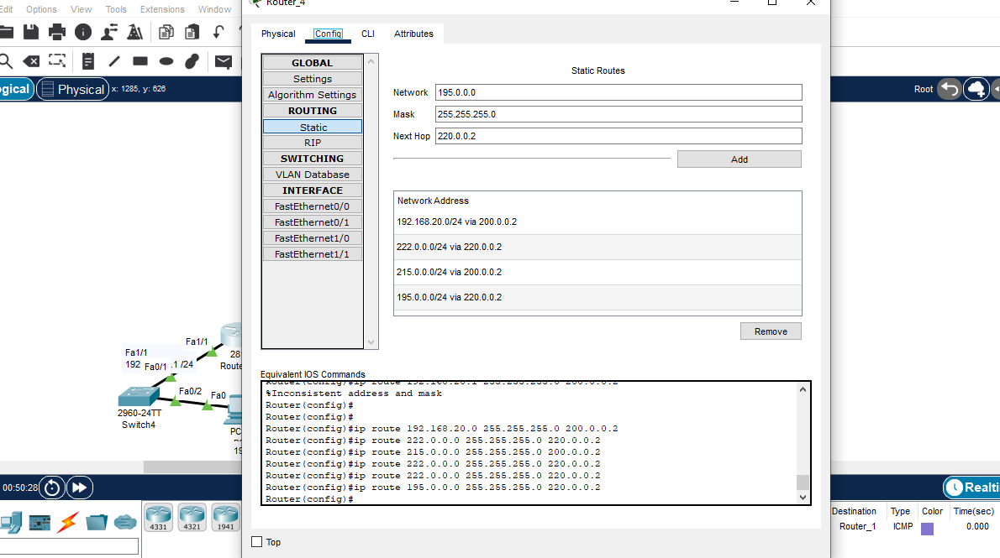 Router_4
Edit Options View Tools Extensions Window
Physical Config CLI Attributes
Logical Physical x: 1285, y: 626
Root
GLOBAL
Settings
Algorithm Settings
ROUTING
Static
RIP
SWITCHING
VLAN Database
INTERFACE
FastEthernet0/0
FastEthernet0/1
FastEthernet1/0
FastEthernet1/1
Static Routes
Network 195.0.0.0
Mask 255.255.255.0
Next Hop 220.0.0.2
Add
Network Address
192.168.20.0/24 via 200.0.0.2
222.0.0.0/24 via 220.0.0.2
215.0.0.0/24 via 200.0.0.2
195.0.0.0/24 via 220.0.0.2
Remove
Equivalent IOS Commands
Router(config)#ip route 192.168.20.1 255.255.255.0 200.0.0.2
%Inconsistent address and mask
Router(config)#
Router(config)#
Router(config)#ip route 192.168.20.0 255.255.255.0 200.0.0.2
Router(config)#ip route 222.0.0.0 255.255.255.0 220.0.0.2
Router(config)#ip route 215.0.0.0 255.255.255.0 200.0.0.2
Router(config)#ip route 222.0.0.0 255.255.255.0 220.0.0.2
Router(config)#ip route 222.0.0.0 255.255.255.0 220.0.0.2
Router(config)#ip route 195.0.0.0 255.255.255.0 220.0.0.2
Router(config)#
Top
Fa1/1
Fa1/1
28
Route
192 Fa0/1 .1 /24
Fa0/2
Fa0
2960-24TT
Switch4
PC
19
00:50:28
Realti
4331 4321 1941
Destination Type Color Time(sec)
Router_1 ICMP 0.000